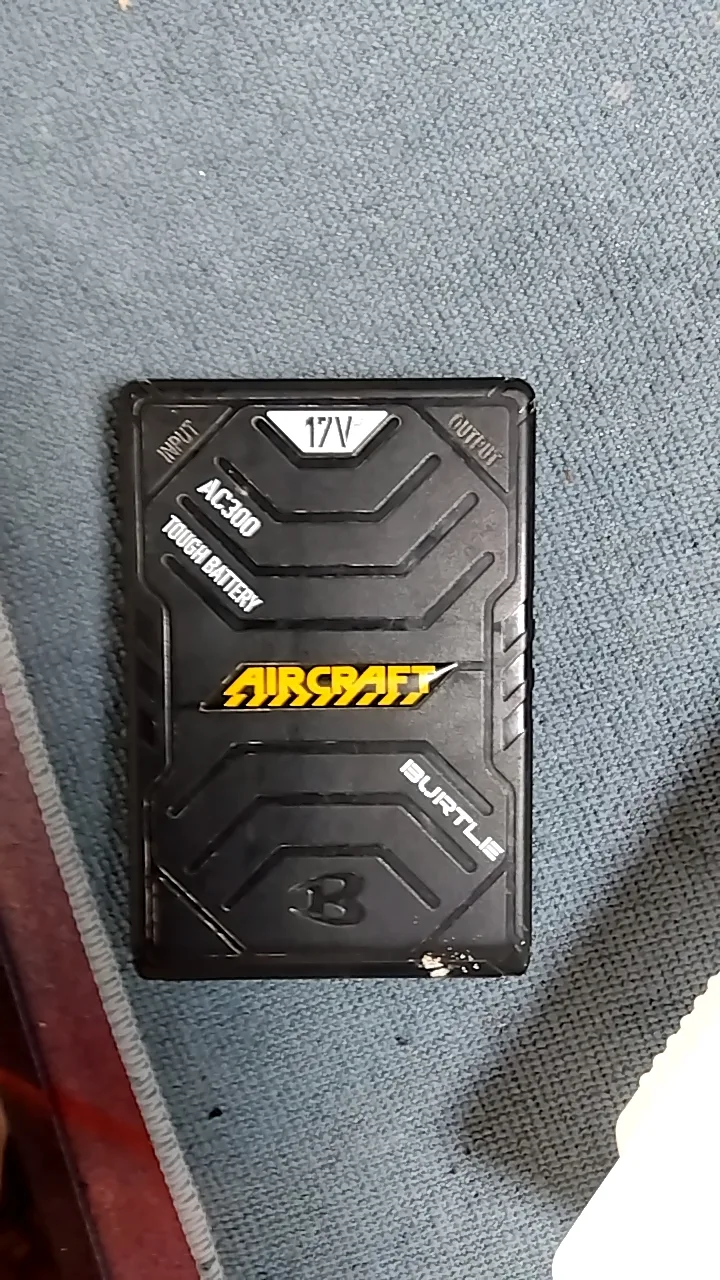 17V
INPUT
OUTPUT
AC300
TOUGH BATTERY
AIRCRAFT
BURTLE
B